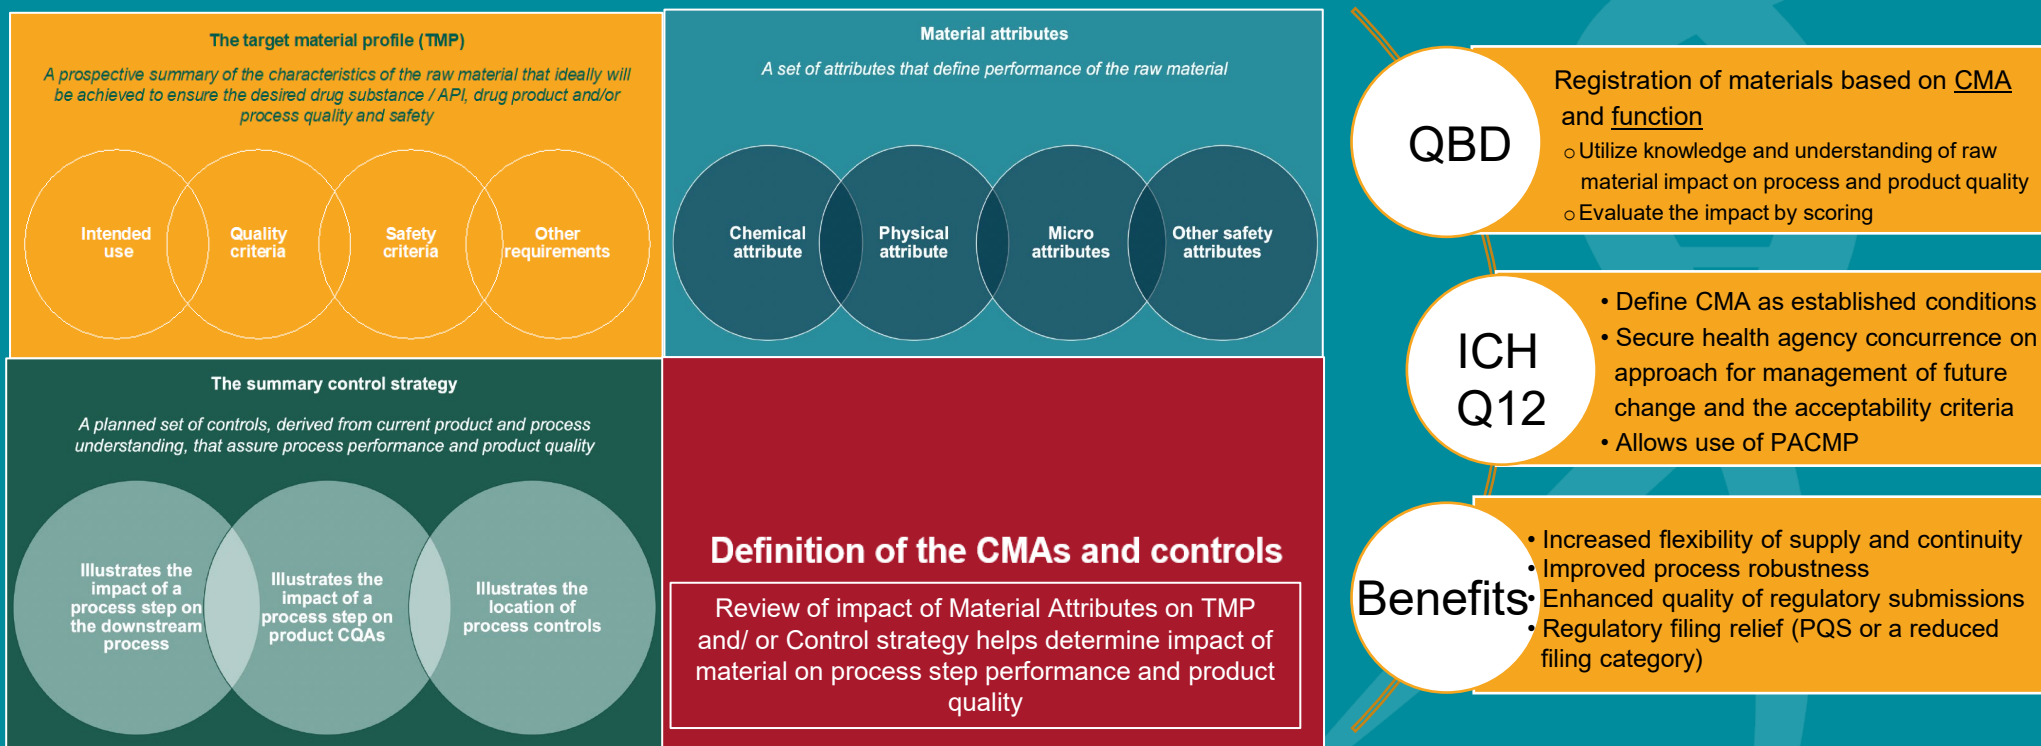 The target material profile (TMP)
A prospective summary of the characteristics of the raw material that ideally will
be achieved to ensure the desired drug substance / API, drug product and/or
process quality and safety
Intended
use
Quality
criteria
Safety
criteria
Other
requirements
Material attributes
A set of attributes that define performance of the raw material
Chemical
attribute
Physical
attribute
Micro
attributes
Other safety
attributes
The summary control strategy
A planned set of controls, derived from current product and process
understanding, that assure process performance and product quality
Illustrates the
impact of a
process step on
the downstream
process
Illustrates the
impact of a
process step on
product CQAs
Illustrates the
location of
process controls
Definition of the CMAs and controls
Review of impact of Material Attributes on TMP
and/ or Control strategy helps determine impact of
material on process step performance and product
quality
QBD
Registration of materials based on CMA
and function
o Utilize knowledge and understanding of raw
material impact on process and product quality
o Evaluate the impact by scoring
ICH
Q12
• Define CMA as established conditions
• Secure health agency concurrence on
approach for management of future
change and the acceptability criteria
• Allows use of PACMP
Benefits
• Increased flexibility of supply and continuity
• Improved process robustness
• Enhanced quality of regulatory submissions
• Regulatory filing relief (PQS or a reduced
filing category)